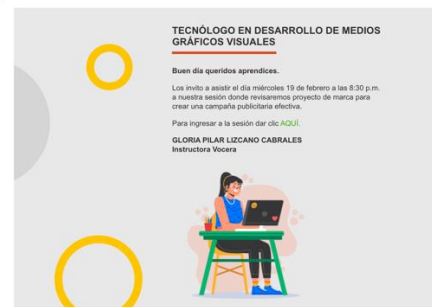 TECNÓLOGO EN DESARROLLO DE MEDIOS
GRÁFICOS VISUALES
Buen día queridos aprendices.
Los invito a asistir el día miércoles 19 de febrero a las 8:30 p.m.
a nuestra sesión donde revisaremos proyecto de marca para
crear una campaña publicitaria efectiva.
Para ingresar a la sesión dar clic AQUÍ.
GLORIA PILAR LIZCANO CABRALES
Instructora Vocera